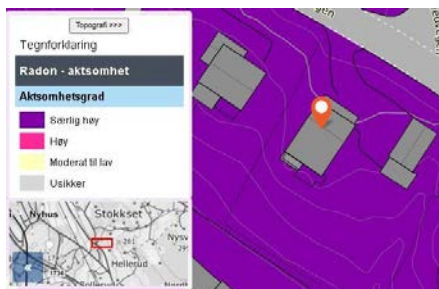 Topografi >>>
Tegnforklaring
Radon - aktsomhet
Aktsomhetsgrad
Særlig høy
Høy
Moderat til lav
Usikker
Nyhus
Stokkset
Hellerud